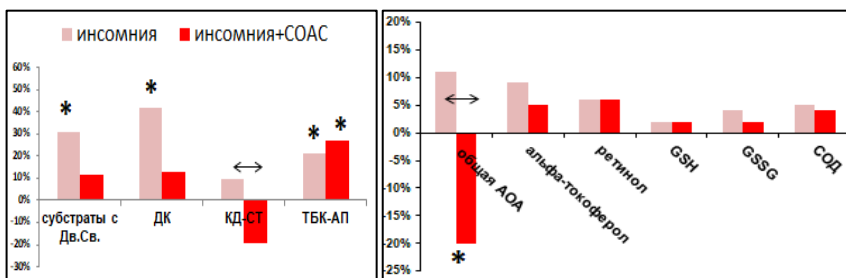 инсомния инсомния+СОАС
60%
50%
40%
30%
20%
10%
0%
-10%
-20%
-30%
* * * *
субстраты с Дв.Св.
ДК
КД-СТ
ТБК-АП
20%
15%
10%
5%
0%
-5%
-10%
-15%
-20%
-25%
общая АОА
альфа-токоферол
ретинол
GSH
GSSG
СОД
*